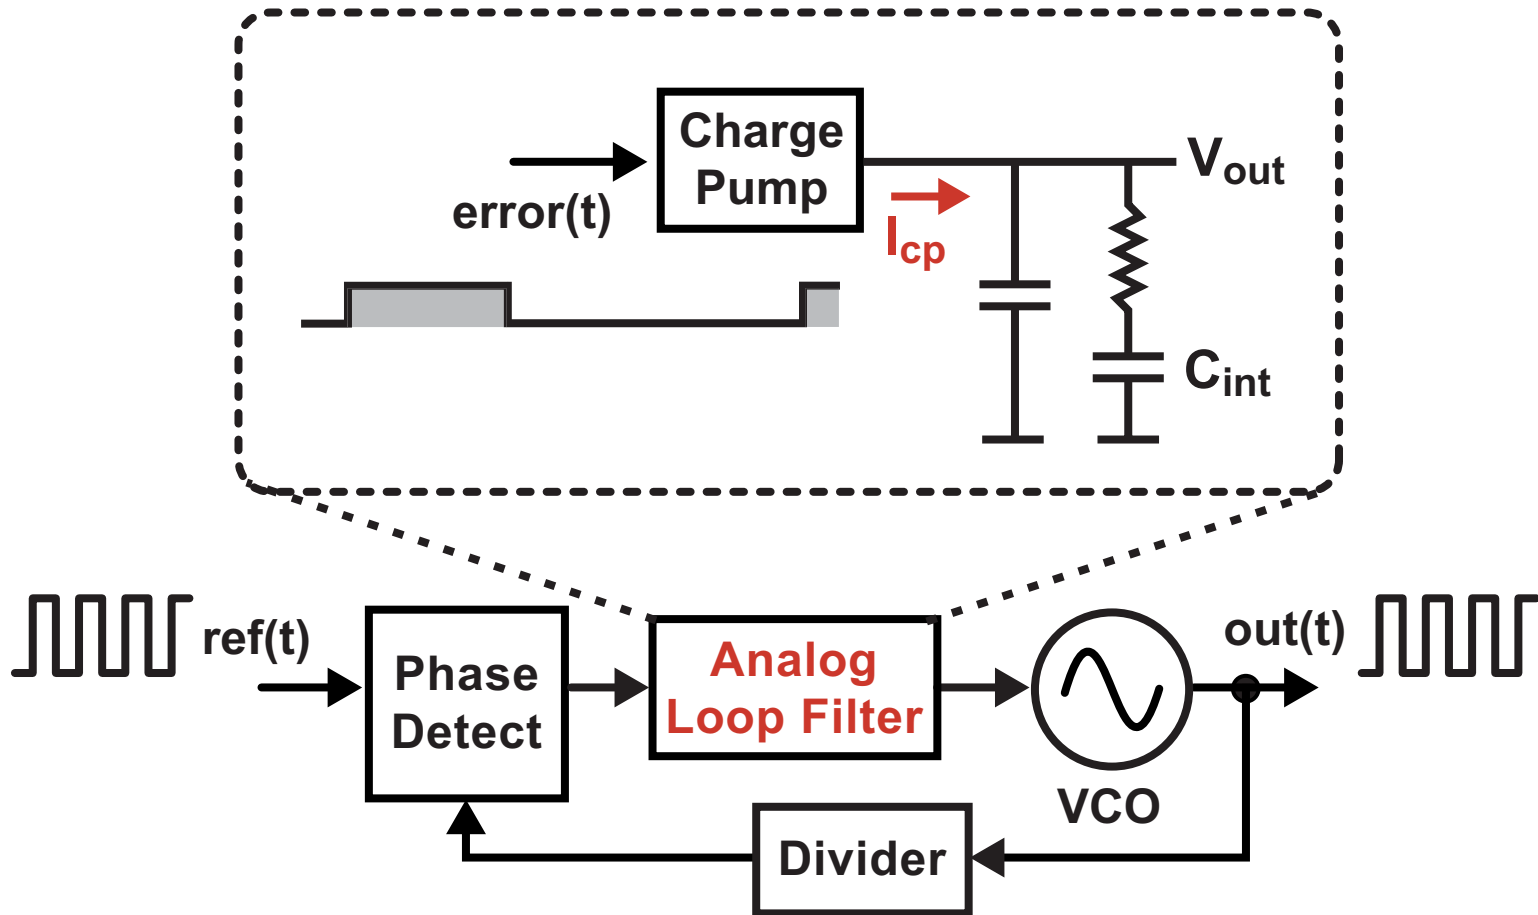 Charge
Pump
error(t)
Icp
Vout
Cint
ref(t)
Phase
Detect
Analog
Loop Filter
VCO
out(t)
Divider